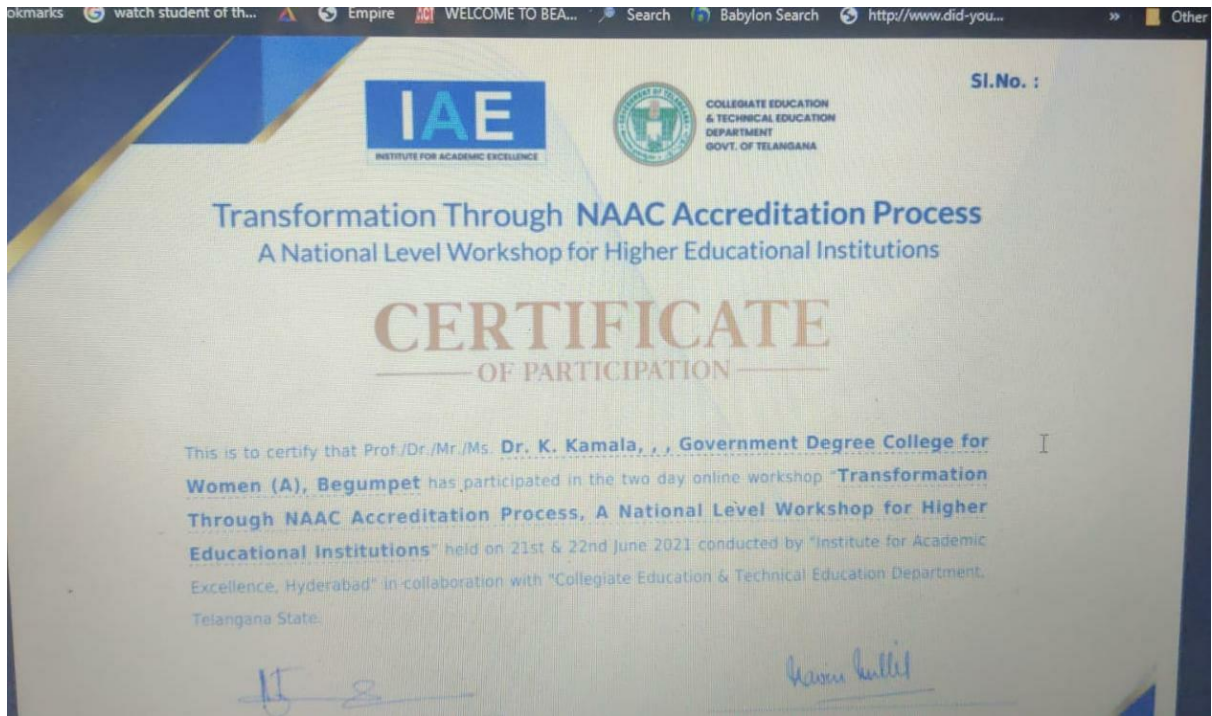 okmarks watch student of th... Empire ACI WELCOME TO BEA... Search Babylon Search http://www.did-you... » Other
Sl.No. :
IAE
INSTITUTE FOR ACADEMIC EXCELLENCE
COLLEGIATE EDUCATION
& TECHNICAL EDUCATION
DEPARTMENT
GOVT. OF TELANGANA
Transformation Through NAAC Accreditation Process
A National Level Workshop for Higher Educational Institutions
CERTIFICATE
OF PARTICIPATION
This is to certify that Prof./Dr./Mr./Ms. Dr. K. Kamala, , , Government Degree College for
Women (A), Begumpet has participated in the two day online workshop "Transformation
Through NAAC Accreditation Process, A National Level Workshop for Higher
Educational Institutions" held on 21st & 22nd June 2021 conducted by "Institute for Academic
Excellence, Hyderabad" in collaboration with "Collegiate Education & Technical Education Department,
Telangana State.